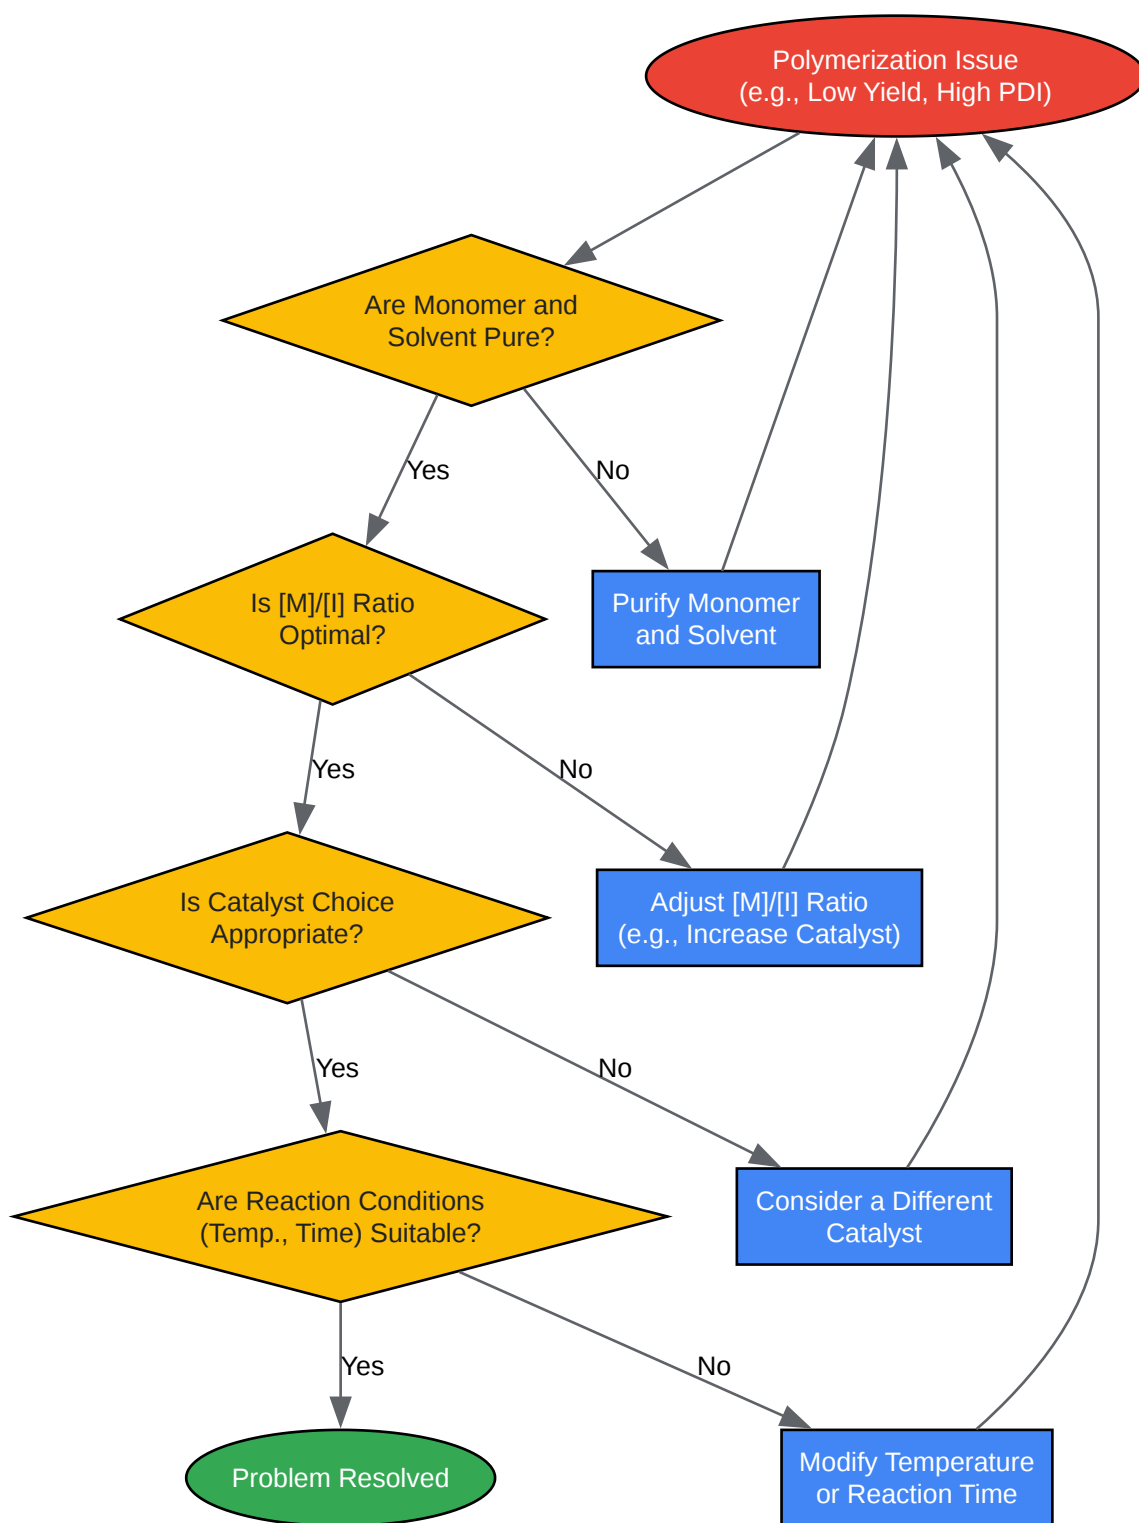 Polymerization Issue
(e.g., Low Yield, High PDI)
Are Monomer and
Solvent Pure?
Yes
No
Is [M]/[I] Ratio
Optimal?
Purify Monomer
and Solvent
Yes
No
Is Catalyst Choice
Appropriate?
Adjust [M]/[I] Ratio
(e.g., Increase Catalyst)
Yes
No
Are Reaction Conditions
(Temp., Time) Suitable?
Consider a Different
Catalyst
Yes
No
Problem Resolved
Modify Temperature
or Reaction Time